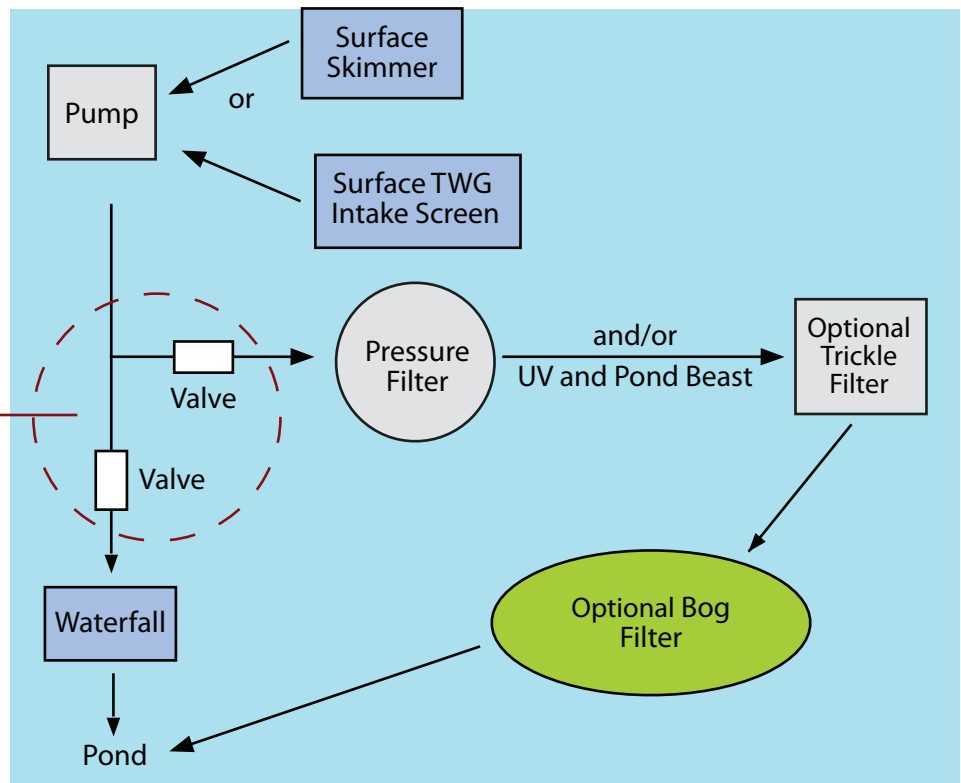 Surface
Skimmer
Pump
or
Surface TWG
Intake Screen
Pressure
Filter
and/or
UV and Pond Beast
Optional
Trickle
Filter
Valve
Valve
Waterfall
Optional Bog
Filter
Pond